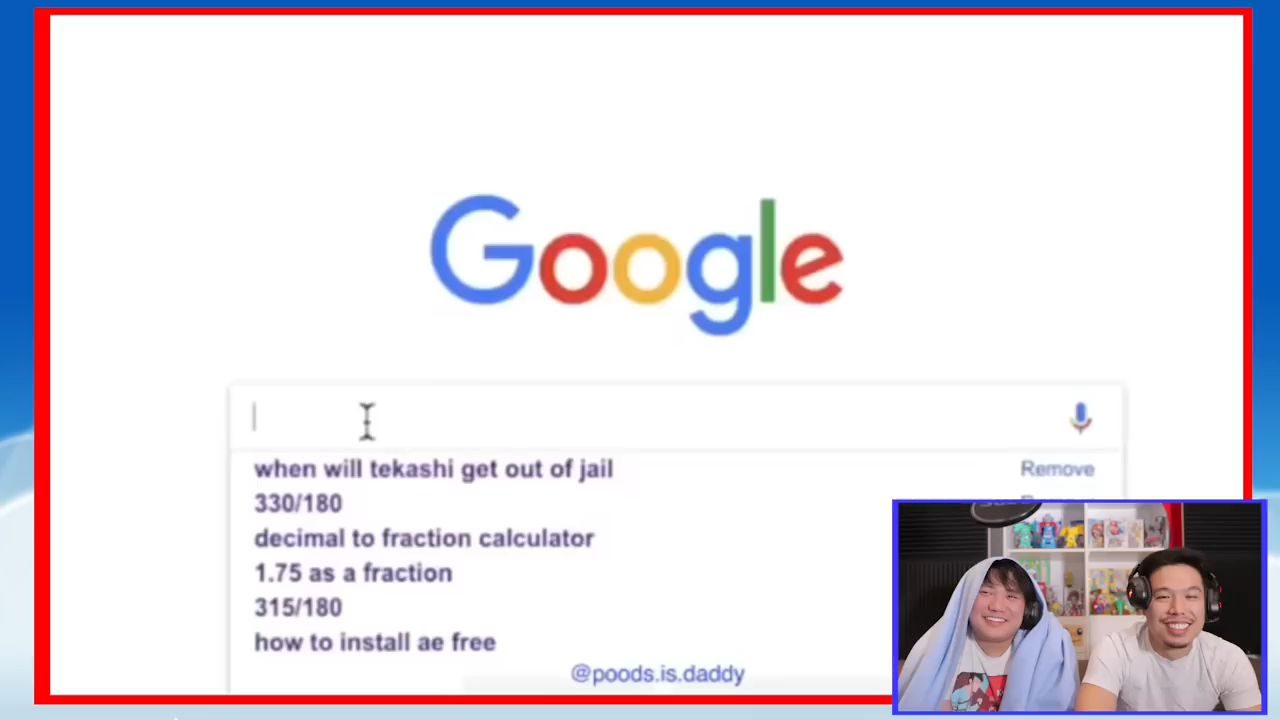 Google
when will tekashi get out of jail
Remove
330/180
decimal to fraction calculator
1.75 as a fraction
315/180
how to install ae free
@poods.is.daddy